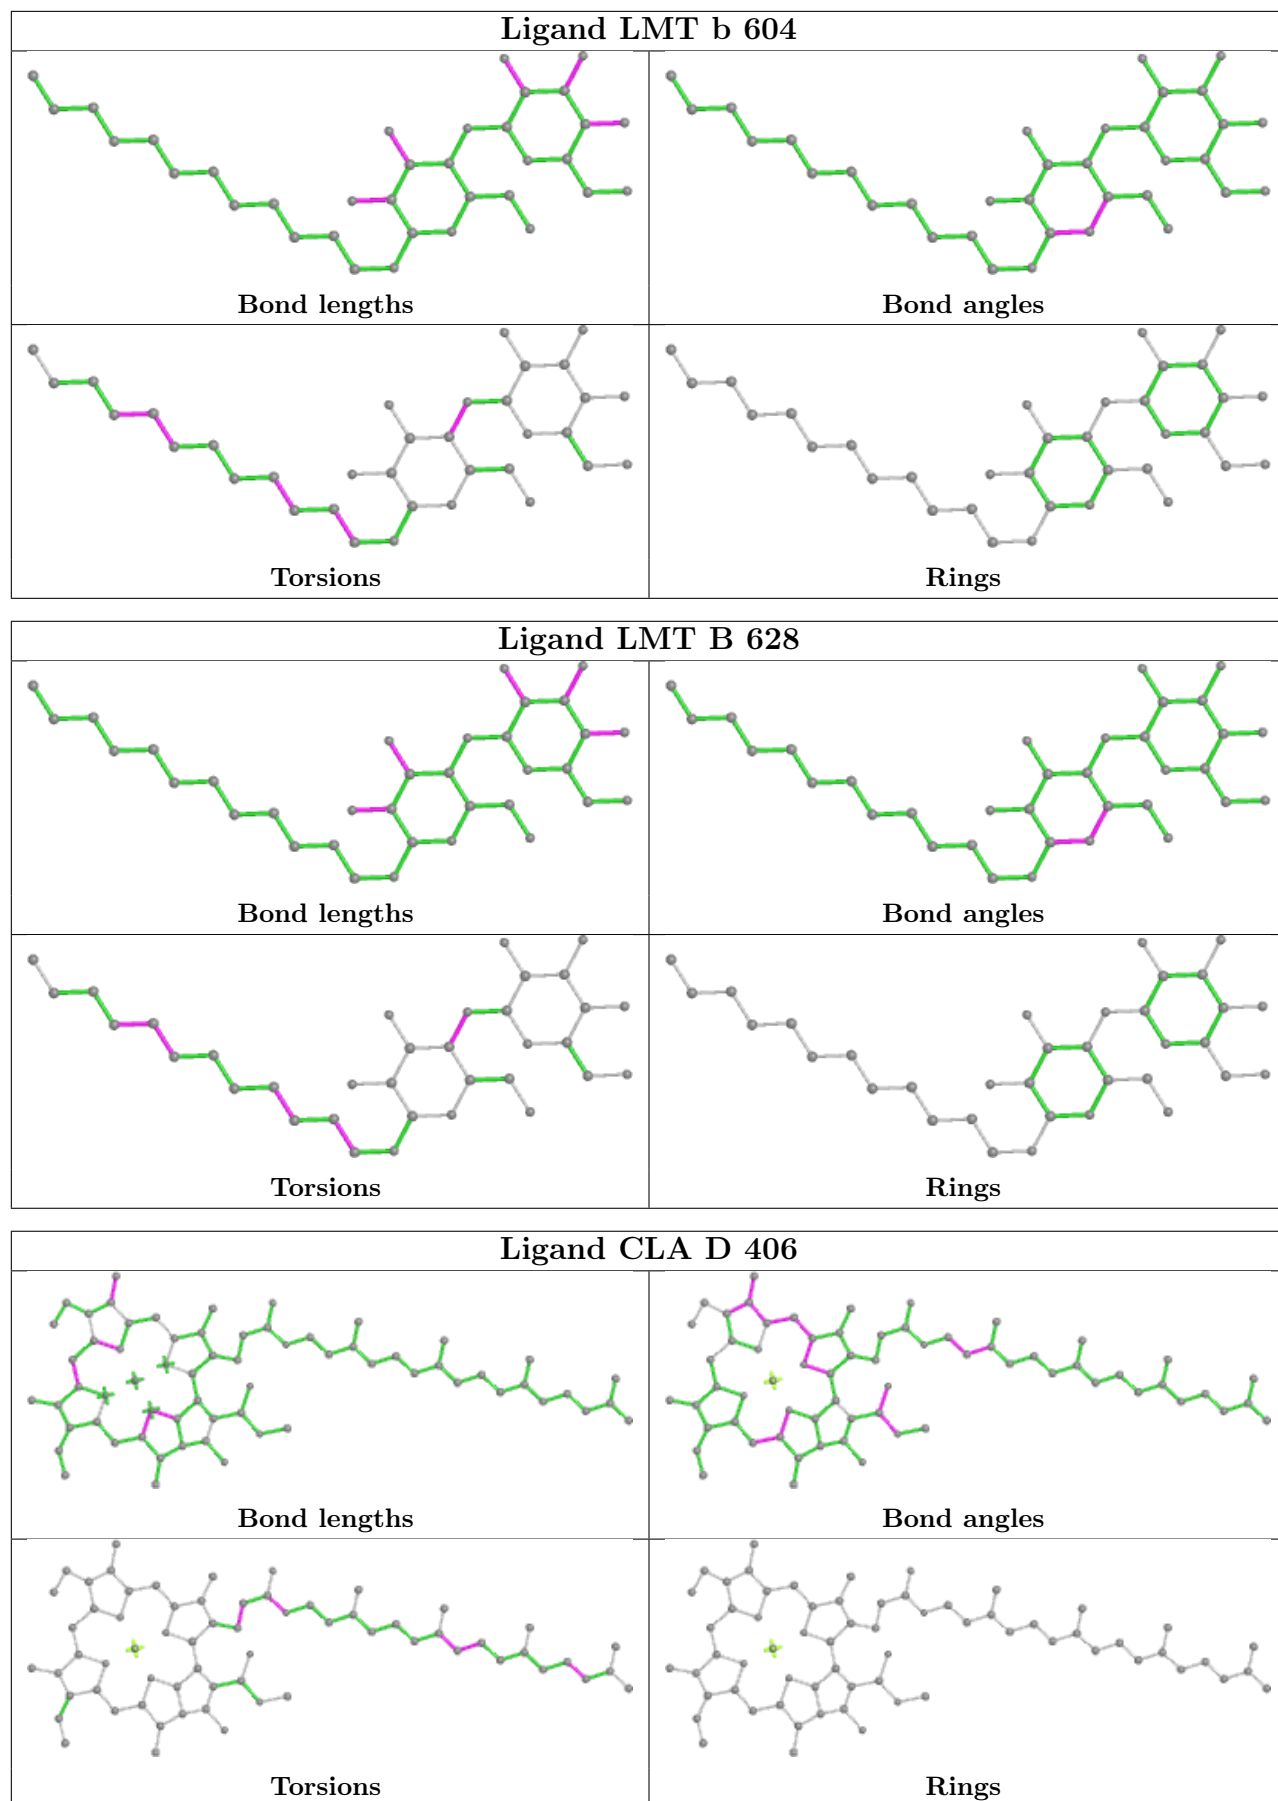 Ligand LMT b 604
Bond lengths
Bond angles
Torsions
Rings
Ligand LMT B 628
Bond lengths
Bond angles
Torsions
Rings
Ligand CLA D 406
Bond lengths
Bond angles
Torsions
Rings